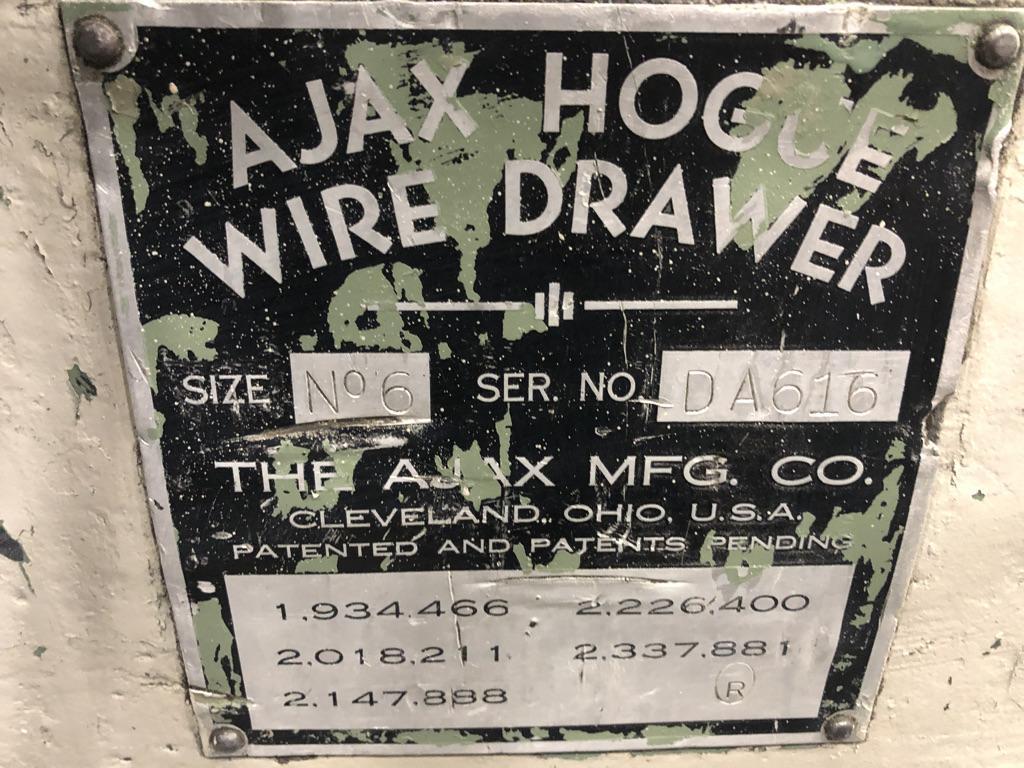 AJAX HOGUE
WIRE DRAWER
SIZE No 6 SER. NO. DA616
THE AJAX MFG. CO.
CLEVELAND, OHIO, U.S.A.
PATENTED AND PATENTS PENDING
1,934,466 2,226,400
2,018,211 2,337,881
2,147,888 R